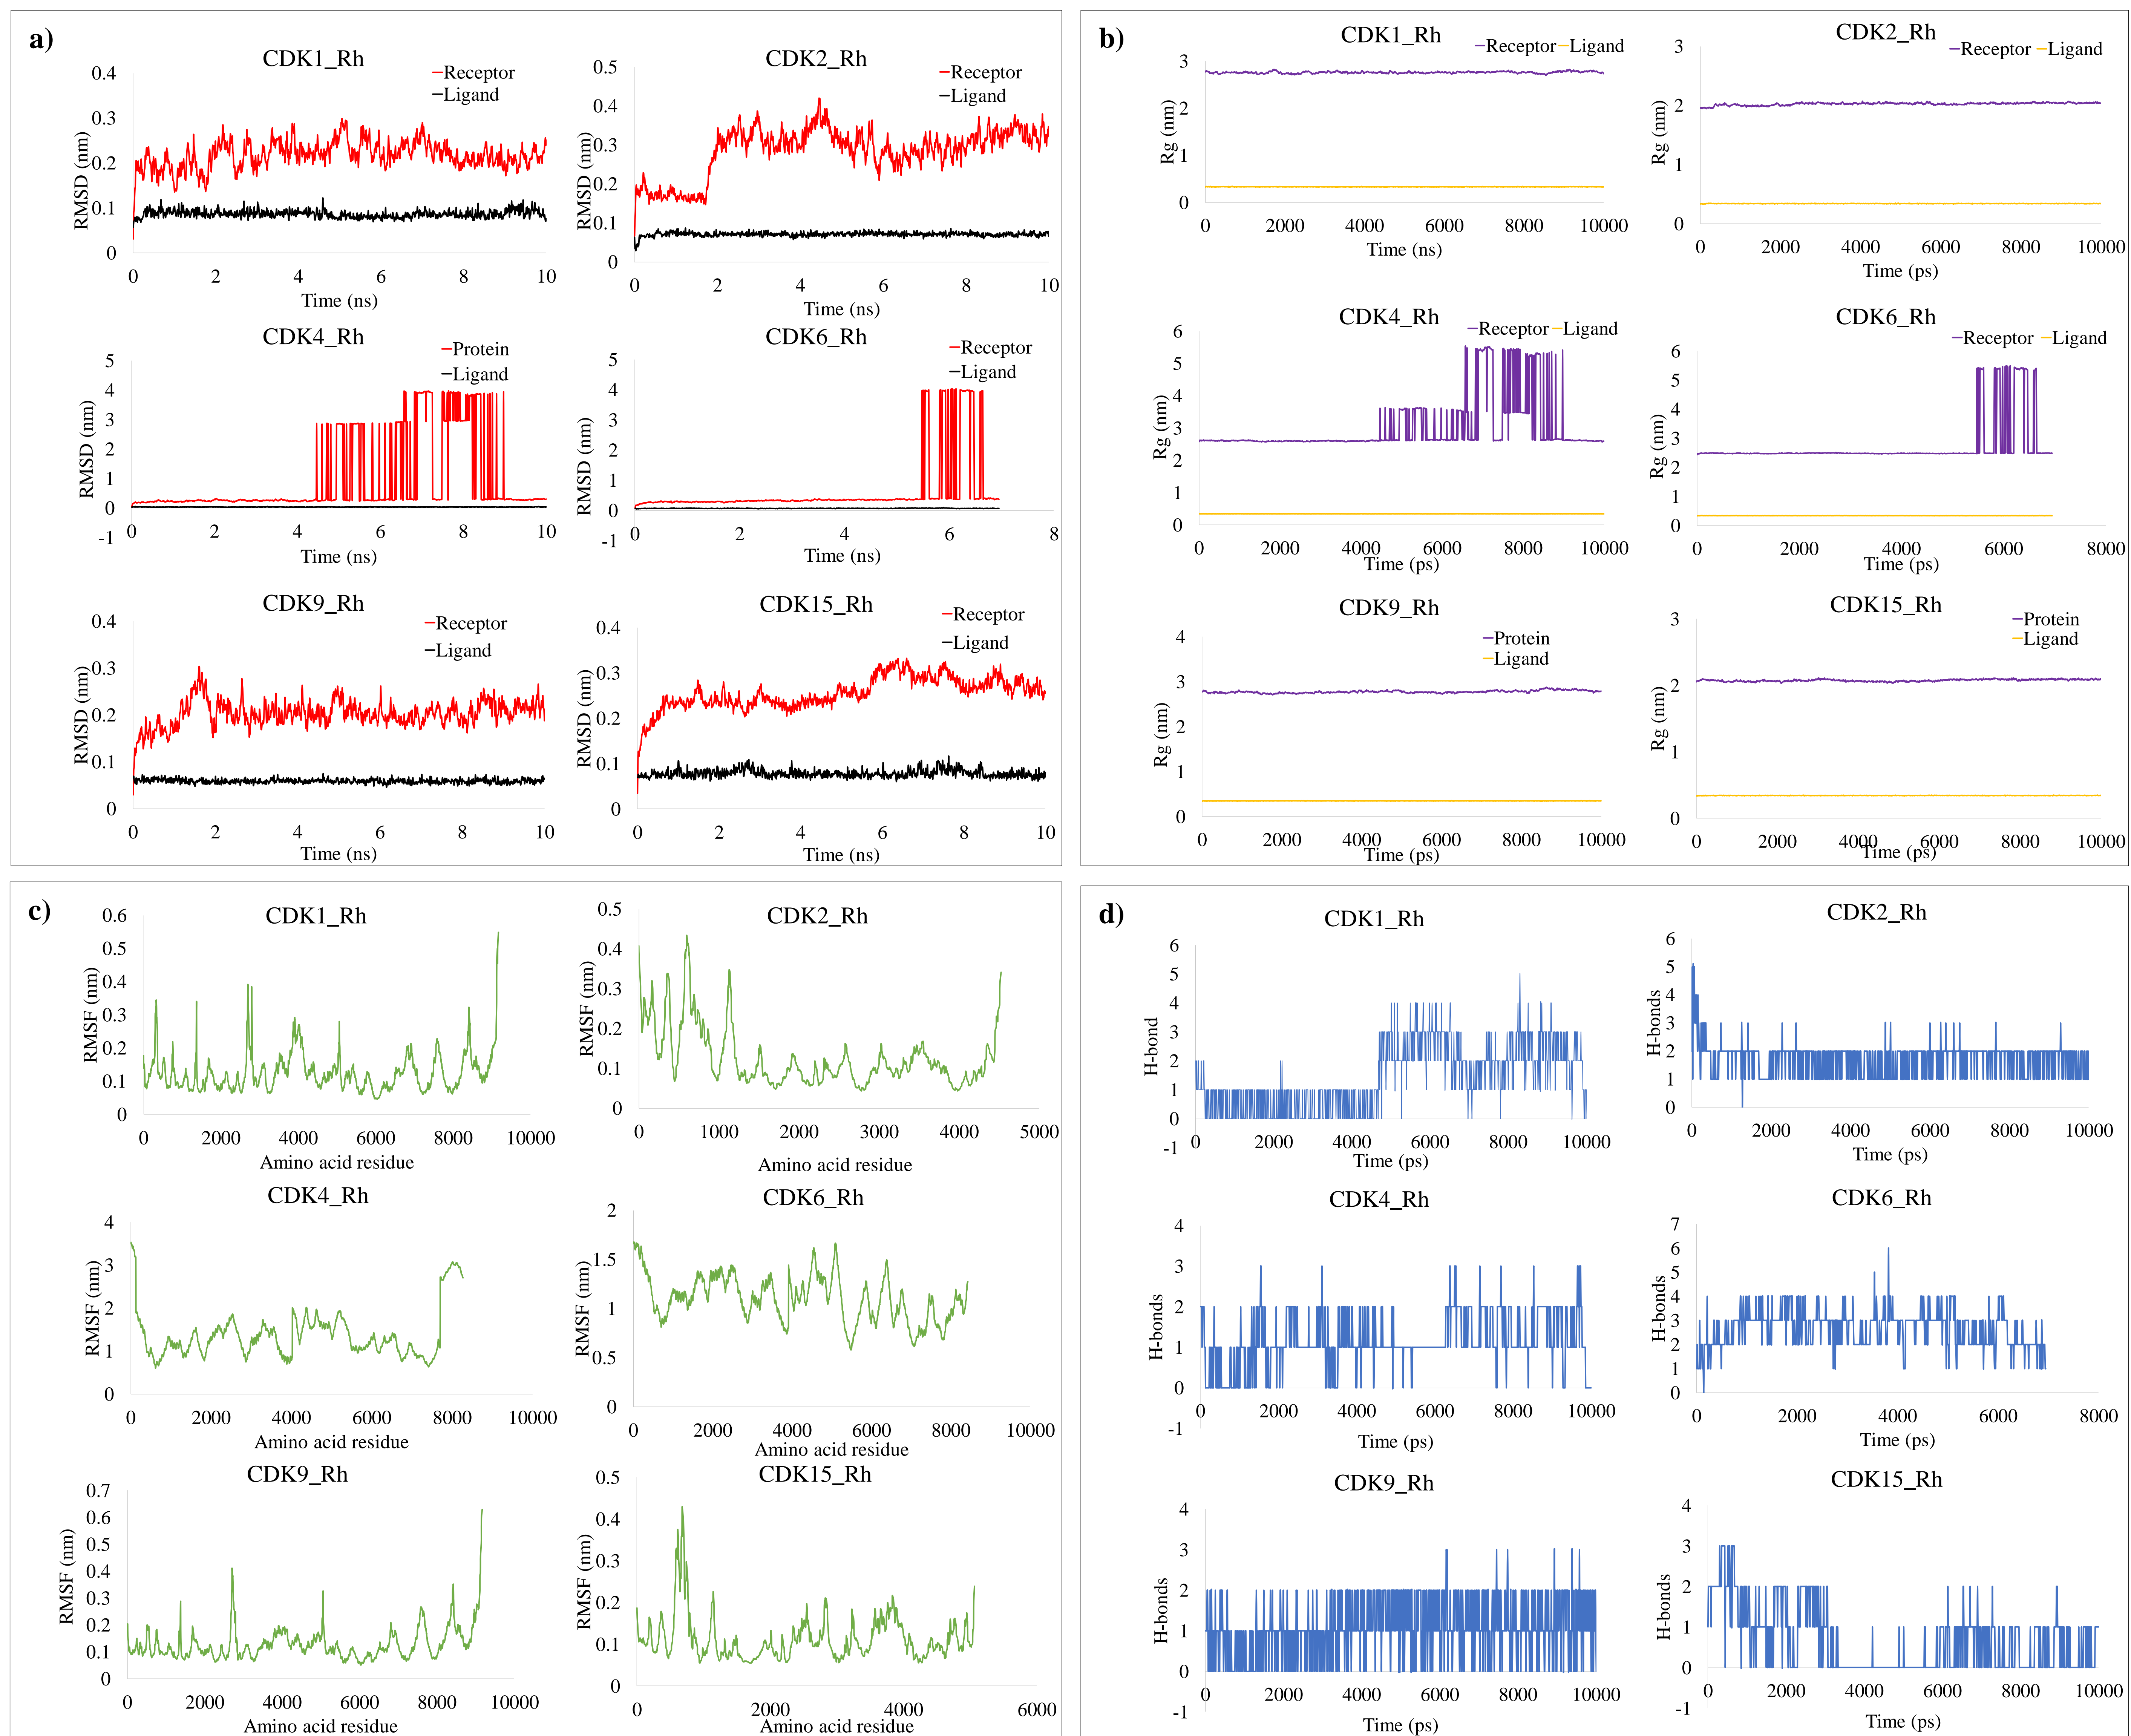 a)
CDK1_Rh
Receptor
Ligand
RMSD (nm)
0.4
0.3
0.2
0.1
0
0 2 4 6 8 10
Time (ns)
CDK2_Rh
Receptor
Ligand
RMSD (nm)
0.5
0.4
0.3
0.2
0.1
0
0 2 4 6 8 10
Time (ns)
CDK4_Rh
Protein
Ligand
RMSD (nm)
5
4
3
2
1
0
-1
0 2 4 6 8 10
Time (ns)
CDK6_Rh
Receptor
Ligand
RMSD (nm)
5
4
3
2
1
0
-1
0 2 4 6 8
Time (ns)
CDK9_Rh
Receptor
Ligand
RMSD (nm)
0.4
0.3
0.2
0.1
0
0 2 4 6 8 10
Time (ns)
CDK15_Rh
Receptor
Ligand
RMSD (nm)
0.4
0.3
0.2
0.1
0
0 2 4 6 8 10
Time (ns)
b)
CDK1_Rh
Receptor Ligand
Rg (nm)
3
2
1
0
0 2000 4000 6000 8000 10000
Time (ns)
CDK2_Rh
Receptor Ligand
Rg (nm)
3
2
1
0
0 2000 4000 6000 8000 10000
Time (ps)
CDK4_Rh
Receptor Ligand
Rg (nm)
6
5
4
3
2
1
0
0 2000 4000 6000 8000 10000
Time (ps)
CDK6_Rh
Receptor Ligand
Rg (nm)
6
5
4
3
2
1
0
0 2000 4000 6000 8000
Time (ps)
CDK9_Rh
Protein
Ligand
Rg (nm)
4
3
2
1
0
0 2000 4000 6000 8000 10000
Time (ps)
CDK15_Rh
Protein
Ligand
Rg (nm)
3
2
1
0
0 2000 4000 6000 8000 10000
Time (ps)
c)
CDK1_Rh
RMSF (nm)
0.6
0.5
0.4
0.3
0.2
0.1
0
0 2000 4000 6000 8000 10000
Amino acid residue
CDK2_Rh
RMSF (nm)
0.5
0.4
0.3
0.2
0.1
0
0 1000 2000 3000 4000 5000
Amino acid residue
CDK4_Rh
RMSF (nm)
4
3
2
1
0
0 2000 4000 6000 8000 10000
Amino acid residue
CDK6_Rh
RMSF (nm)
2
1.5
1
0.5
0
0 2000 4000 6000 8000 10000
Amino acid residue
CDK9_Rh
RMSF (nm)
0.7
0.6
0.5
0.4
0.3
0.2
0.1
0
0 2000 4000 6000 8000 10000
Amino acid residue
CDK15_Rh
RMSF (nm)
0.5
0.4
0.3
0.2
0.1
0
0 2000 4000 6000
Amino acid residue
d)
CDK1_Rh
H-bond
6
5
4
3
2
1
0
-1
0 2000 4000 6000 8000 10000
Time (ps)
CDK2_Rh
H-bonds
6
5
4
3
2
1
0
0 2000 4000 6000 8000 10000
Time (ps)
CDK4_Rh
H-bonds
4
3
2
1
0
-1
0 2000 4000 6000 8000 10000
Time (ps)
CDK6_Rh
H-bonds
7
6
5
4
3
2
1
0
0 2000 4000 6000 8000
Time (ps)
CDK9_Rh
H-bonds
4
3
2
1
0
-1
0 2000 4000 6000 8000 10000
Time (ps)
CDK15_Rh
H-bonds
4
3
2
1
0
-1
0 2000 4000 6000 8000 10000
Time (ps)